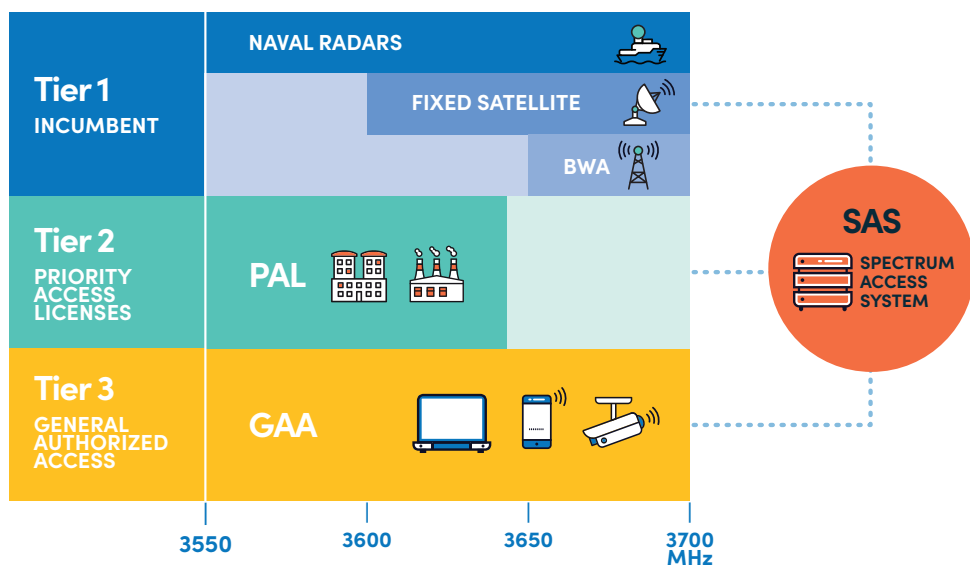 Tier 1
INCUMBENT
NAVAL RADARS
FIXED SATELLITE
BWA
Tier 2
PRIORITY
ACCESS
LICENSES
PAL
Tier 3
GENERAL
AUTHORIZED
ACCESS
GAA
SAS
SPECTRUM
ACCESS
SYSTEM
3550
3600
3650
3700
MHz